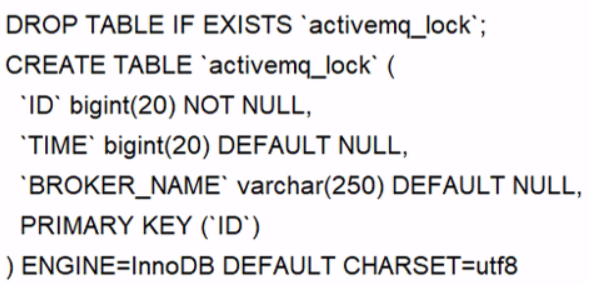 DROP TABLE IF EXISTS `activemq_lock`;
CREATE TABLE `activemq_lock` (
`ID` bigint(20) NOT NULL,
`TIME` bigint(20) DEFAULT NULL,
`BROKER_NAME` varchar(250) DEFAULT NULL,
PRIMARY KEY (`ID`)
) ENGINE=InnoDB DEFAULT CHARSET=utf8